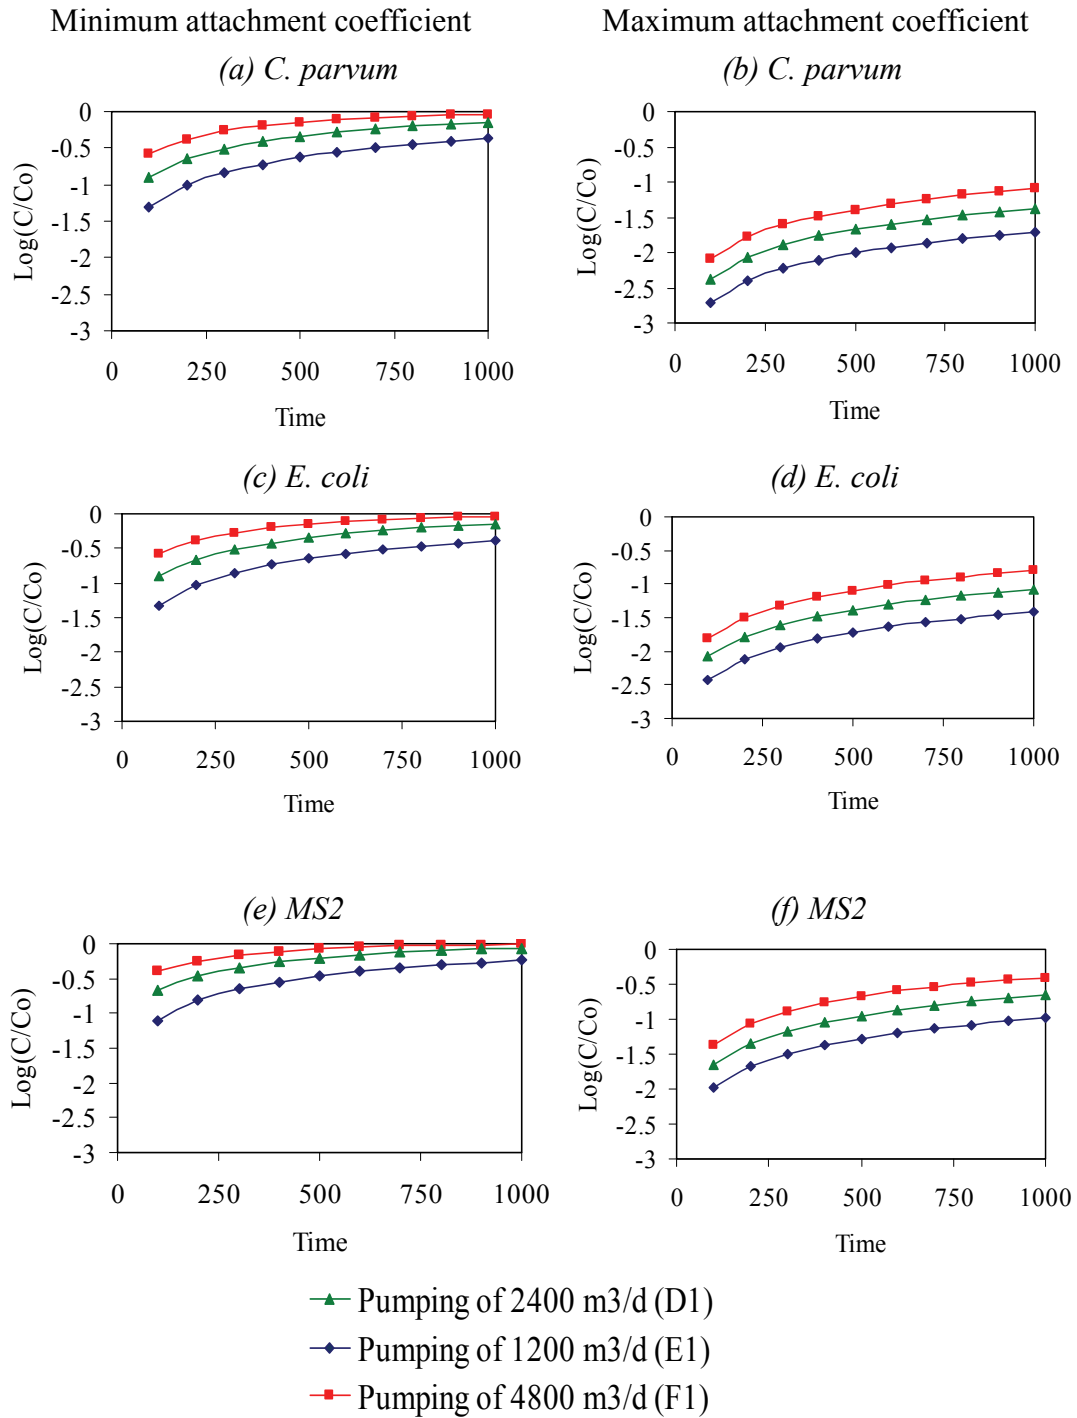 Minimum attachment coefficient
Maximum attachment coefficient
(a) C. parvum
(b) C. parvum
0
-0.5
-1
-1.5
-2
-2.5
-3
Log(C/Co)
0 250 500 750 1000
Time
0
-0.5
-1
-1.5
-2
-2.5
-3
Log(C/Co)
0 250 500 750 1000
Time
(c) E. coli
(d) E. coli
0
-0.5
-1
-1.5
-2
-2.5
-3
Log(C/Co)
0 250 500 750 1000
Time
0
-0.5
-1
-1.5
-2
-2.5
-3
Log(C/Co)
0 250 500 750 1000
Time
(e) MS2
(f) MS2
0
-0.5
-1
-1.5
-2
-2.5
-3
Log(C/Co)
0 250 500 750 1000
Time
0
-0.5
-1
-1.5
-2
-2.5
-3
Log(C/Co)
0 250 500 750 1000
Time
Pumping of 2400 m3/d (D1)
Pumping of 1200 m3/d (E1)
Pumping of 4800 m3/d (F1)